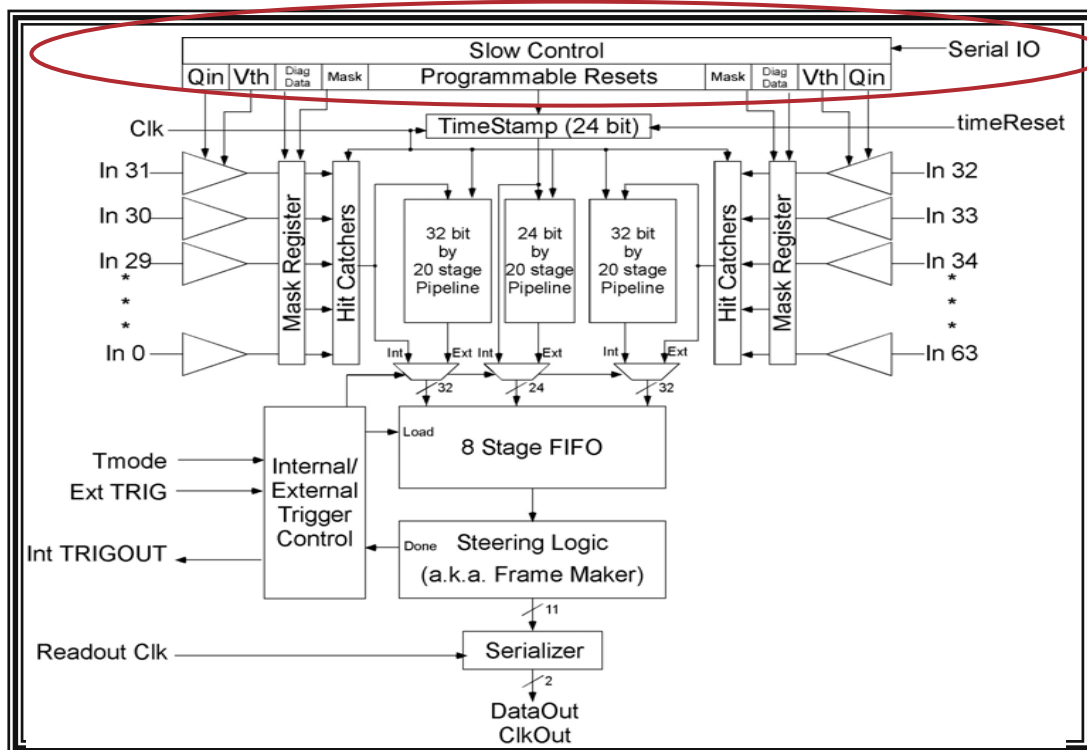 Slow Control
Serial IO
Qin Vth Diag Data Mask Programmable Resets Mask Diag Data Vth Qin
Clk
TimeStamp (24 bit)
timeReset
In 31
In 30
In 29
*
*
*
In 0
Mask Register
Hit Catchers
32 bit
by
20 stage
Pipeline
24 bit
by
20 stage
Pipeline
32 bit
by
20 stage
Pipeline
Hit Catchers
Mask Register
In 32
In 33
In 34
*
*
*
In 63
Int Ext Int Ext Int Ext
32 24 32
Load
8 Stage FIFO
Tmode
Ext TRIG
Int TRIGOUT
Internal/
External
Trigger
Control
Done
Steering Logic
(a.k.a. Frame Maker)
11
Readout Clk
Serializer
2
DataOut
ClkOut